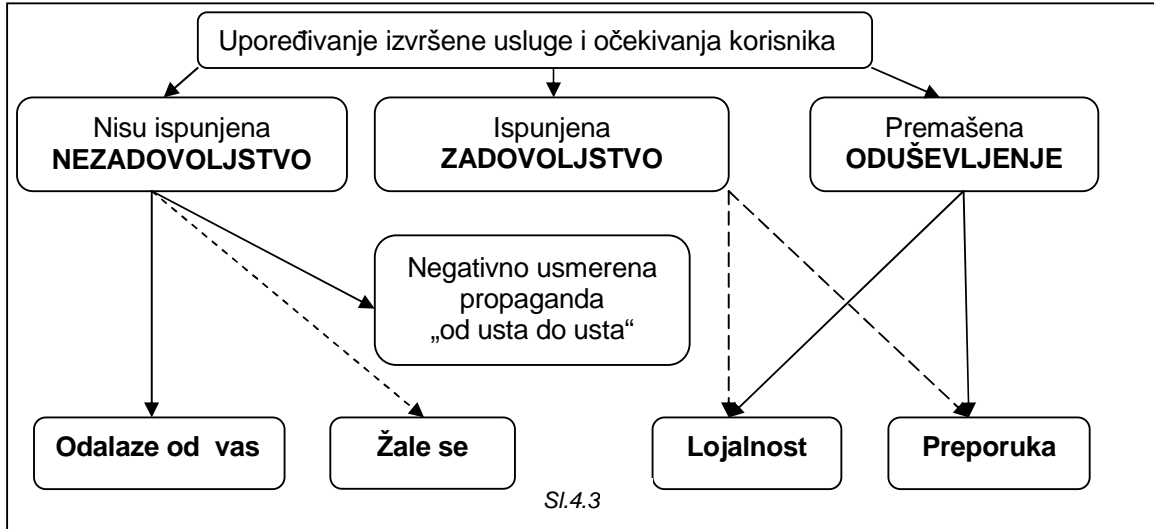 Upoređivanje izvršene usluge i očekivanja korisnika
Nisu ispunjena
NEZADOVOLJSTVO
Ispunjena
ZADOVOLJSTVO
Premašena
ODUŠEVLJENJE
Negativno usmerena
propaganda
„od usta do usta“
Odalaze od vas
Žale se
Lojalnost
Preporuka
Sl.4.3